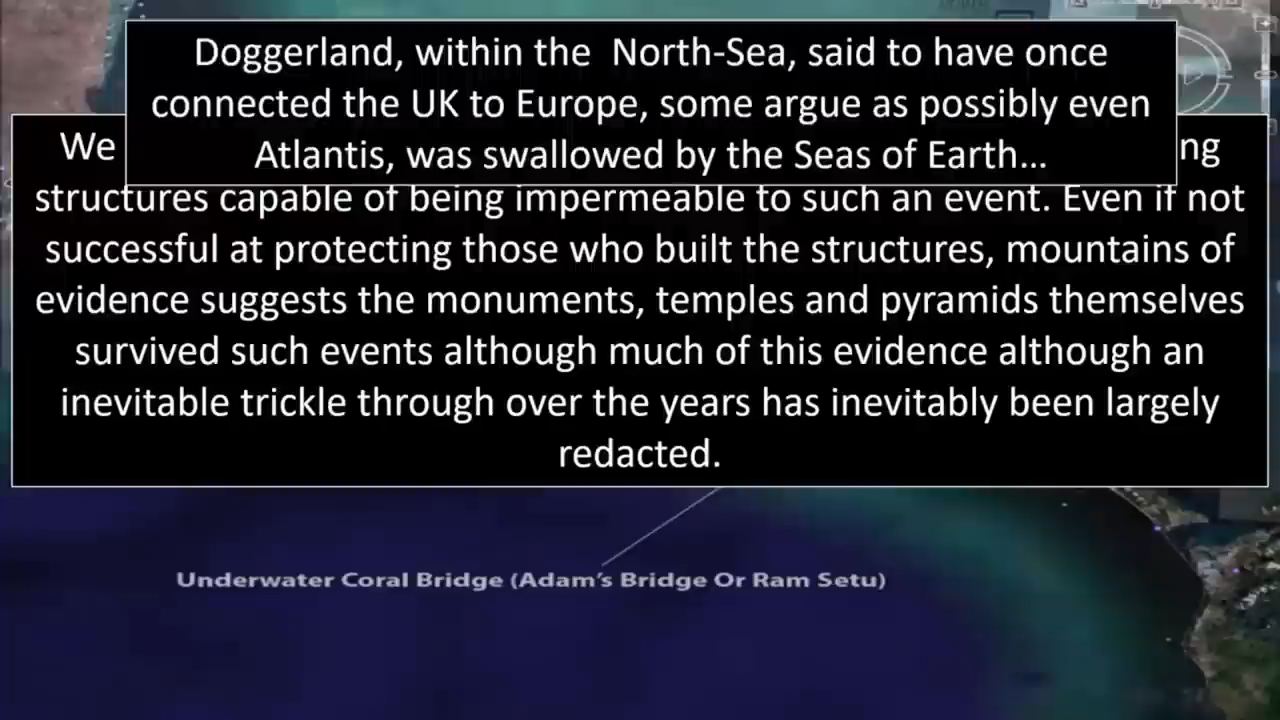 Doggerland, within the North-Sea, said to have once
connected the UK to Europe, some argue as possibly even
Atlantis, was swallowed by the Seas of Earth...
We ng
structures capable of being impermeable to such an event. Even if not
successful at protecting those who built the structures, mountains of
evidence suggests the monuments, temples and pyramids themselves
survived such events although much of this evidence although an
inevitable trickle through over the years has inevitably been largely
redacted.
Underwater Coral Bridge (Adam's Bridge Or Ram Setu)